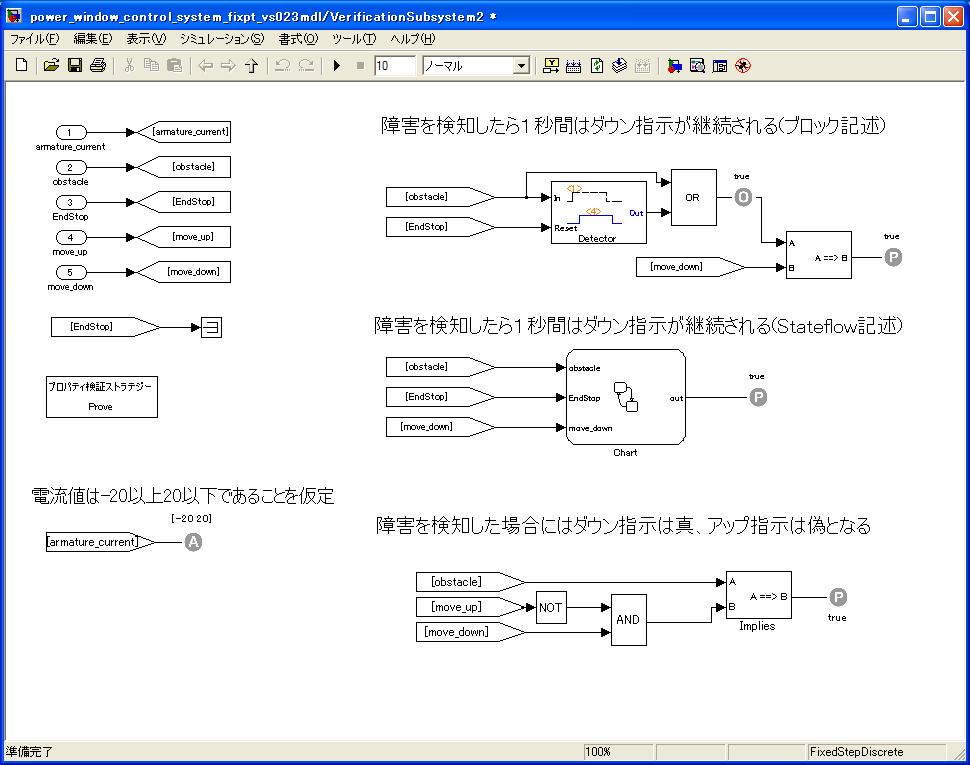 power_window_control_system_fixpt_vs023mdl/VerificationSubsystem2 *
ファイル(F) 編集(E) 表示(V) シミュレーション(S) 書式(O) ツール(T) ヘルプ(H)
10 ノーマル
1 [armature_current]
armature_current
2 [obstacle]
obstacle
3 [EndStop]
EndStop
4 [move_up]
move_up
5 [move_down]
move_down
[EndStop]
プロパティ検証ストラテジー
Prove
電流値は-20以上20以下であることを仮定
[-20 20]
[armature_current] A
障害を検知したら1秒間はダウン指示が継続される(ブロック記述)
[obstacle]
[EndStop]
In
(1)
(4)
Out
Reset
Detector
OR
true
O
[move_down]
A
B
A ==> B
true
P
障害を検知したら1秒間はダウン指示が継続される(Stateflow記述)
[obstacle]
[EndStop]
[move_down]
obstacle
EndStop
move_down
out
Chart
true
P
障害を検知した場合にはダウン指示は真、アップ指示は偽となる
[obstacle]
[move_up]
[move_down]
NOT
AND
A
B
A ==> B
Implies
P
true
準備完了 100% FixedStepDiscrete